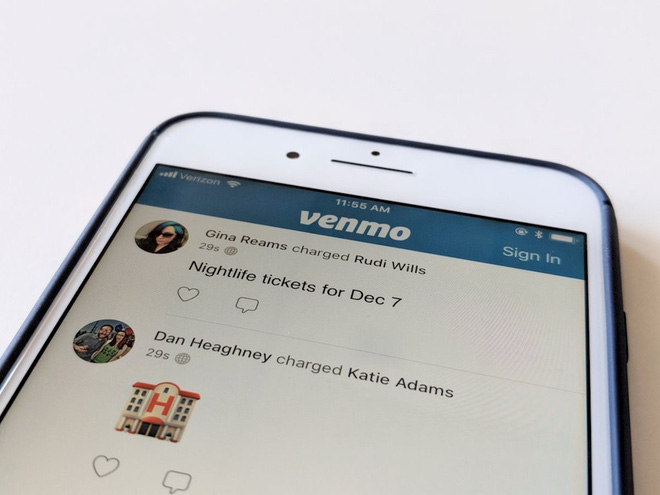 Verizon
11:55 AM
venmo
Sign In
Gina Reams charged Rudi Wills
29s
Nightlife tickets for Dec 7
Dan Heaghney charged Katie Adams
29s
H